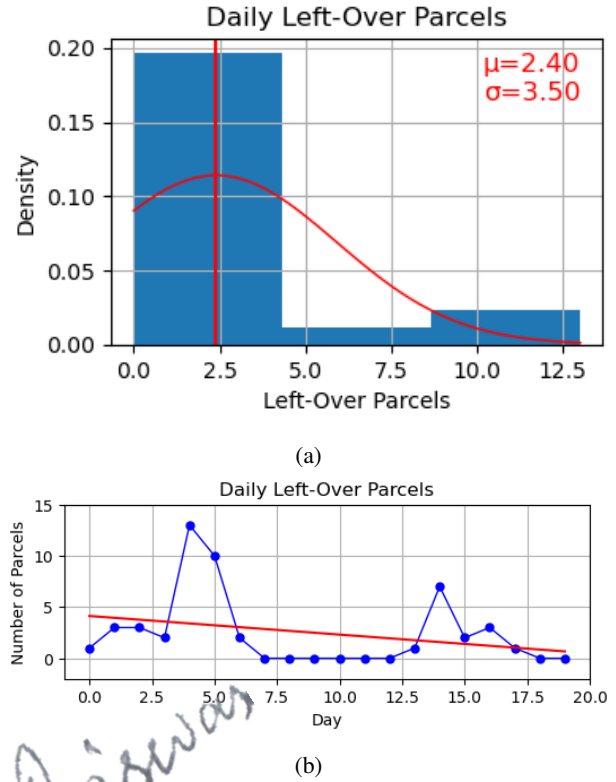 Daily Left-Over Parcels
μ=2.40
σ=3.50
0.20
0.15
0.10
0.05
0.00
Density
0.0 2.5 5.0 7.5 10.0 12.5
Left-Over Parcels
(a)
Daily Left-Over Parcels
15
10
5
0
Number of Parcels
0.0 2.5 5.0 7.5 10.0 12.5 15.0 17.5 20.0
Day
(b)